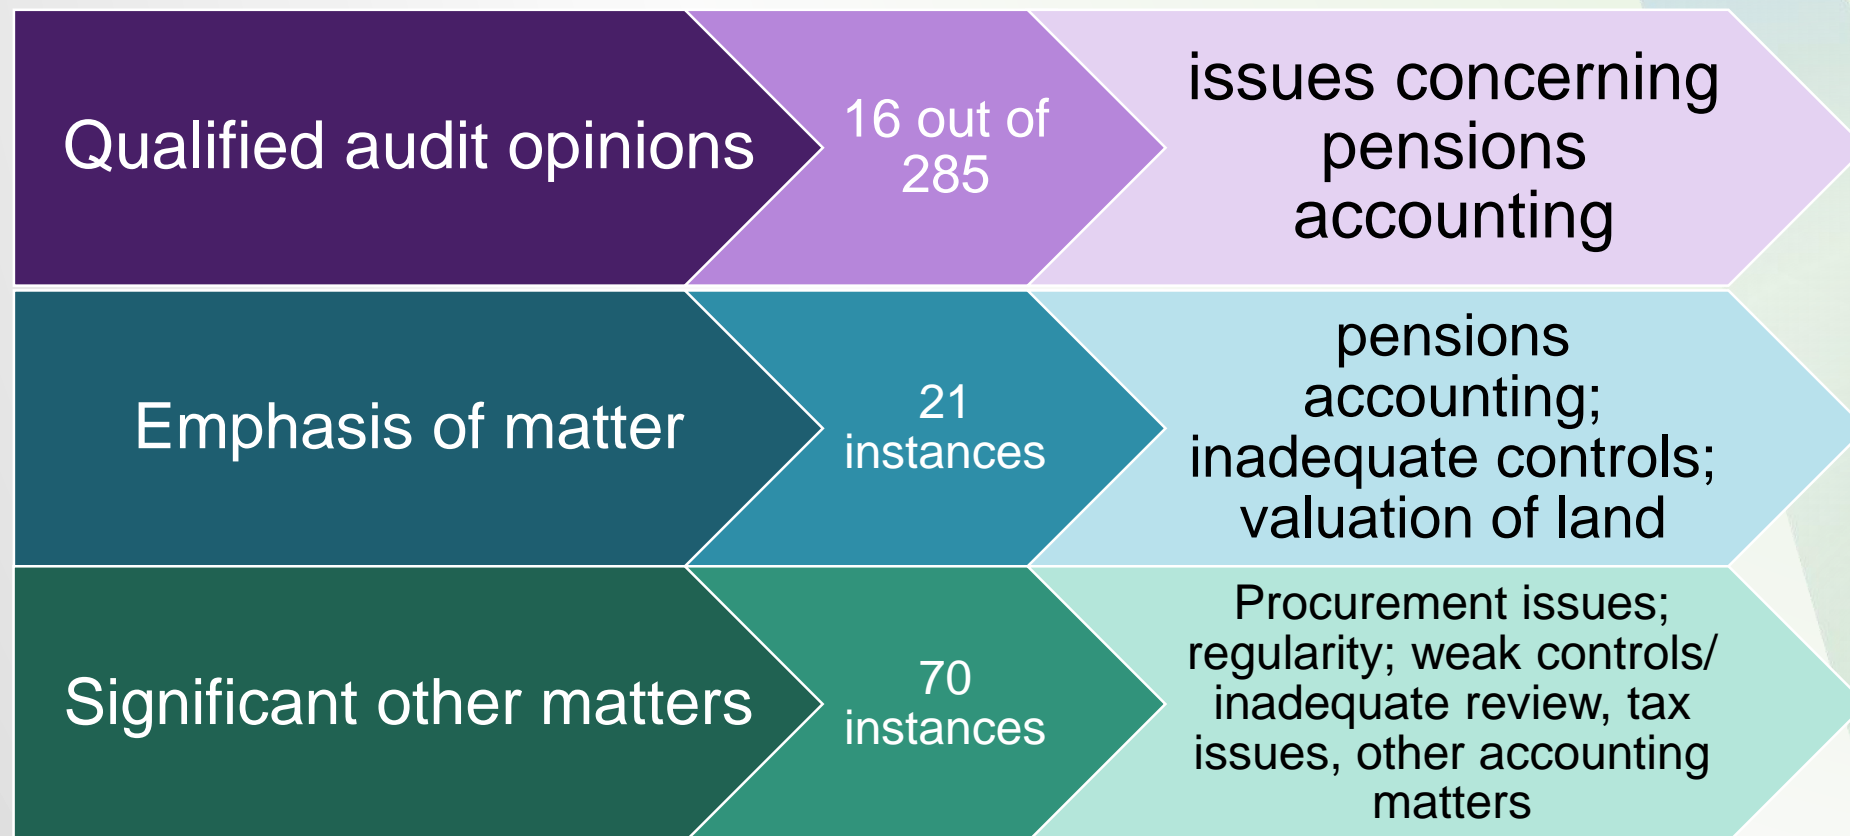 Qualified audit opinions
16 out of
285
issues concerning
pensions
accounting
Emphasis of matter
21
instances
pensions
accounting;
inadequate controls;
valuation of land
Significant other matters
70
instances
Procurement issues;
regularity; weak controls/
inadequate review, tax
issues, other accounting
matters